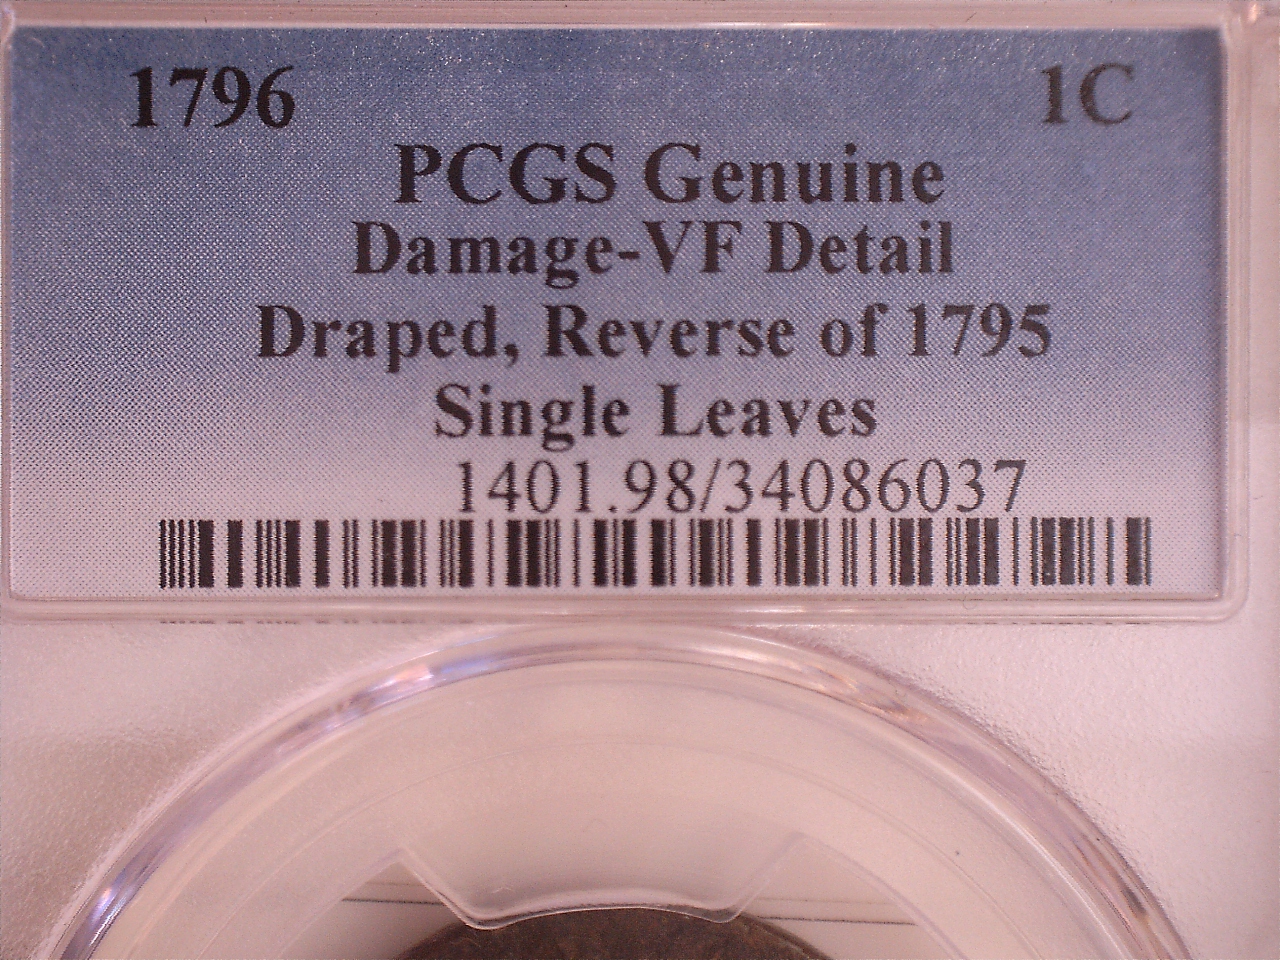 1796 1C
PCGS Genuine
Damage-VF Detail
Draped, Reverse of 1795
Single Leaves
1401.98/34086037